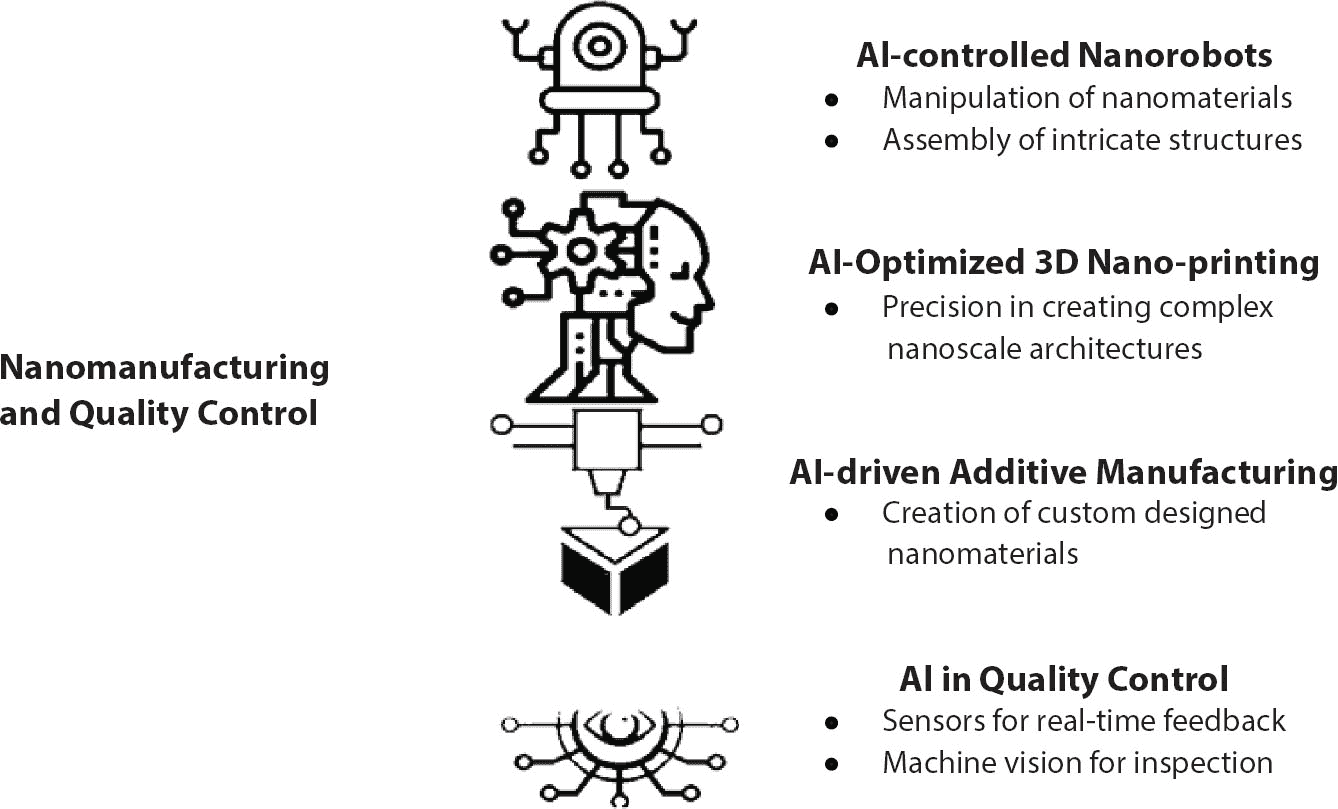 Nanomanufacturing
and Quality Control
AI-controlled Nanorobots
• Manipulation of nanomaterials
• Assembly of intricate structures
AI-Optimized 3D Nano-printing
• Precision in creating complex
nanoscale architectures
AI-driven Additive Manufacturing
• Creation of custom designed
nanomaterials
AI in Quality Control
• Sensors for real-time feedback
• Machine vision for inspection